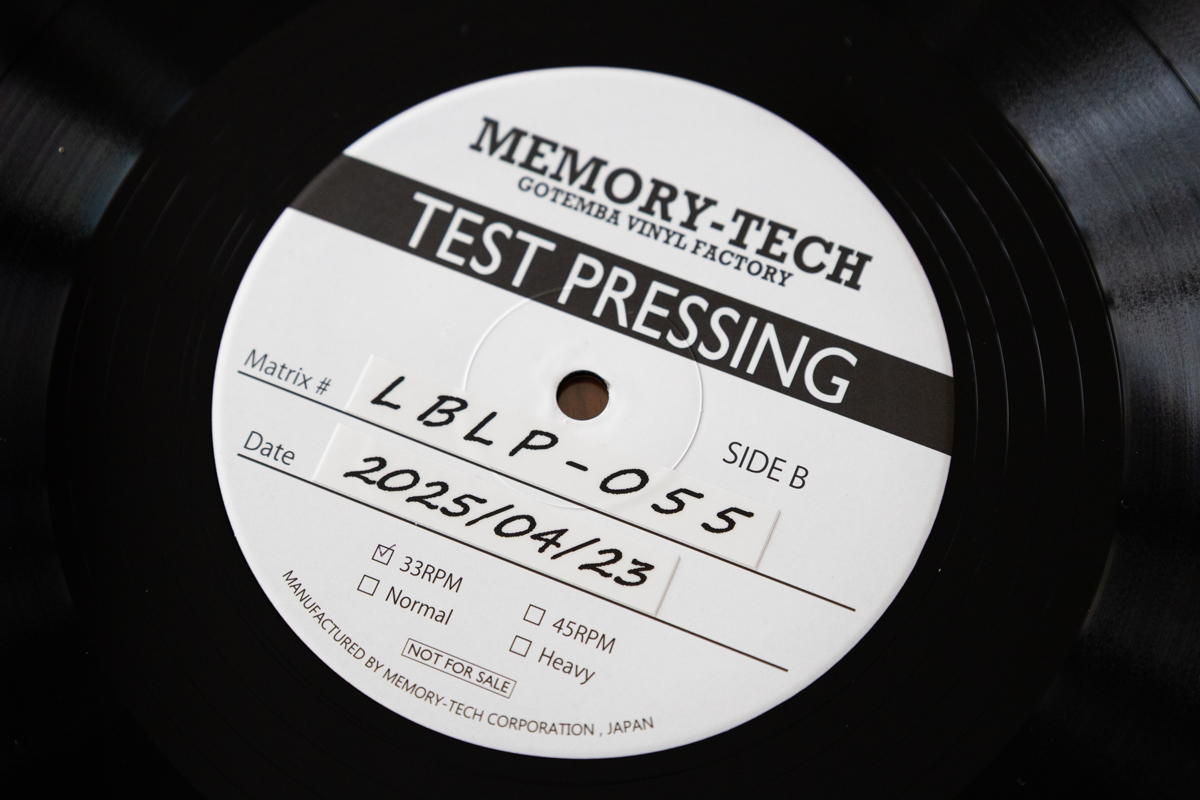 MEMORY-TECH
GOTEMBA VINYL FACTORY
TEST PRESSING
SIDE B
Matrix # LBLP-055
Date 2025/04/23
☑ 33RPM ☐ 45RPM
☐ Normal ☐ Heavy
NOT FOR SALE
MANUFACTURED BY MEMORY-TECH CORPORATION , JAPAN